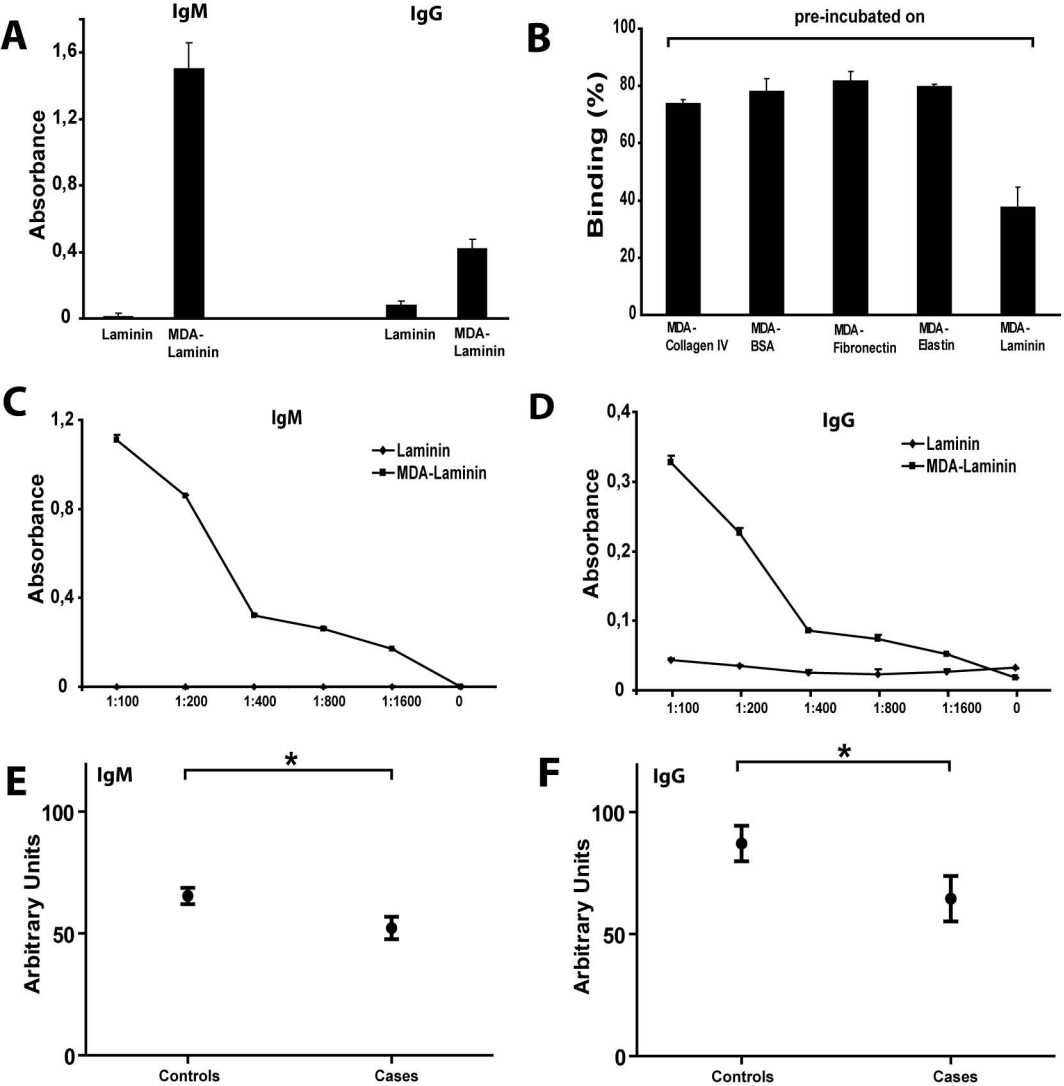 A
IgM
IgG
Absorbance
1,6
1,2
0,8
0,4
0
Laminin
MDA-
Laminin
Laminin
MDA-
Laminin
B
pre-incubated on
Binding (%)
100
80
60
40
20
0
MDA-
Collagen IV
MDA-
BSA
MDA-
Fibronectin
MDA-
Elastin
MDA-
Laminin
C
IgM
Absorbance
1,2
0,8
0,4
0
Laminin
MDA-Laminin
1:100
1:200
1:400
1:800
1:1600
0
D
IgG
Absorbance
0,4
0,3
0,2
0,1
0
Laminin
MDA-Laminin
1:100
1:200
1:400
1:800
1:1600
0
E
IgM
*
Arbitrary Units
100
50
0
Controls
Cases
F
IgG
*
Arbitrary Units
100
50
0
Controls
Cases